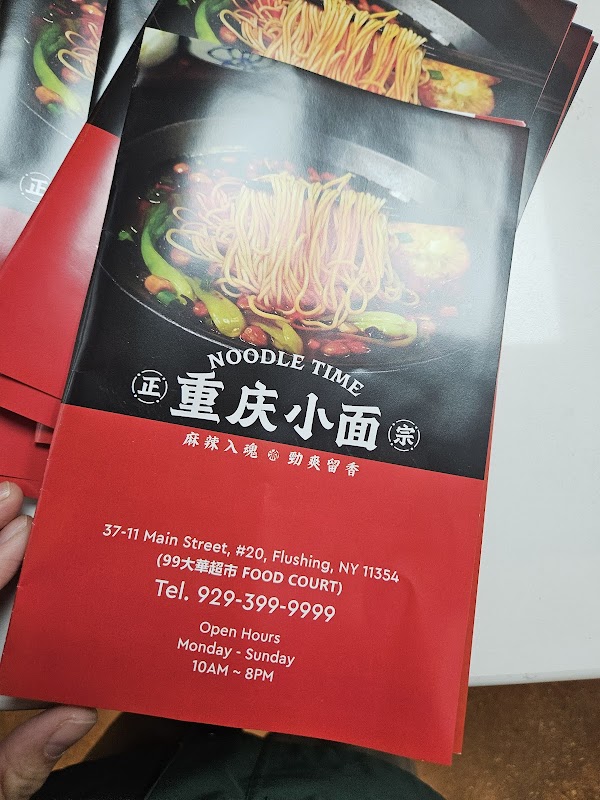 NOODLE TIME
正 重庆小面 宗
麻辣入魂 勁爽留香
37-11 Main Street, #20, Flushing, NY 11354
(99大華超市 FOOD COURT)
Tel. 929-399-9999
Open Hours
Monday - Sunday
10AM ~ 8PM
正